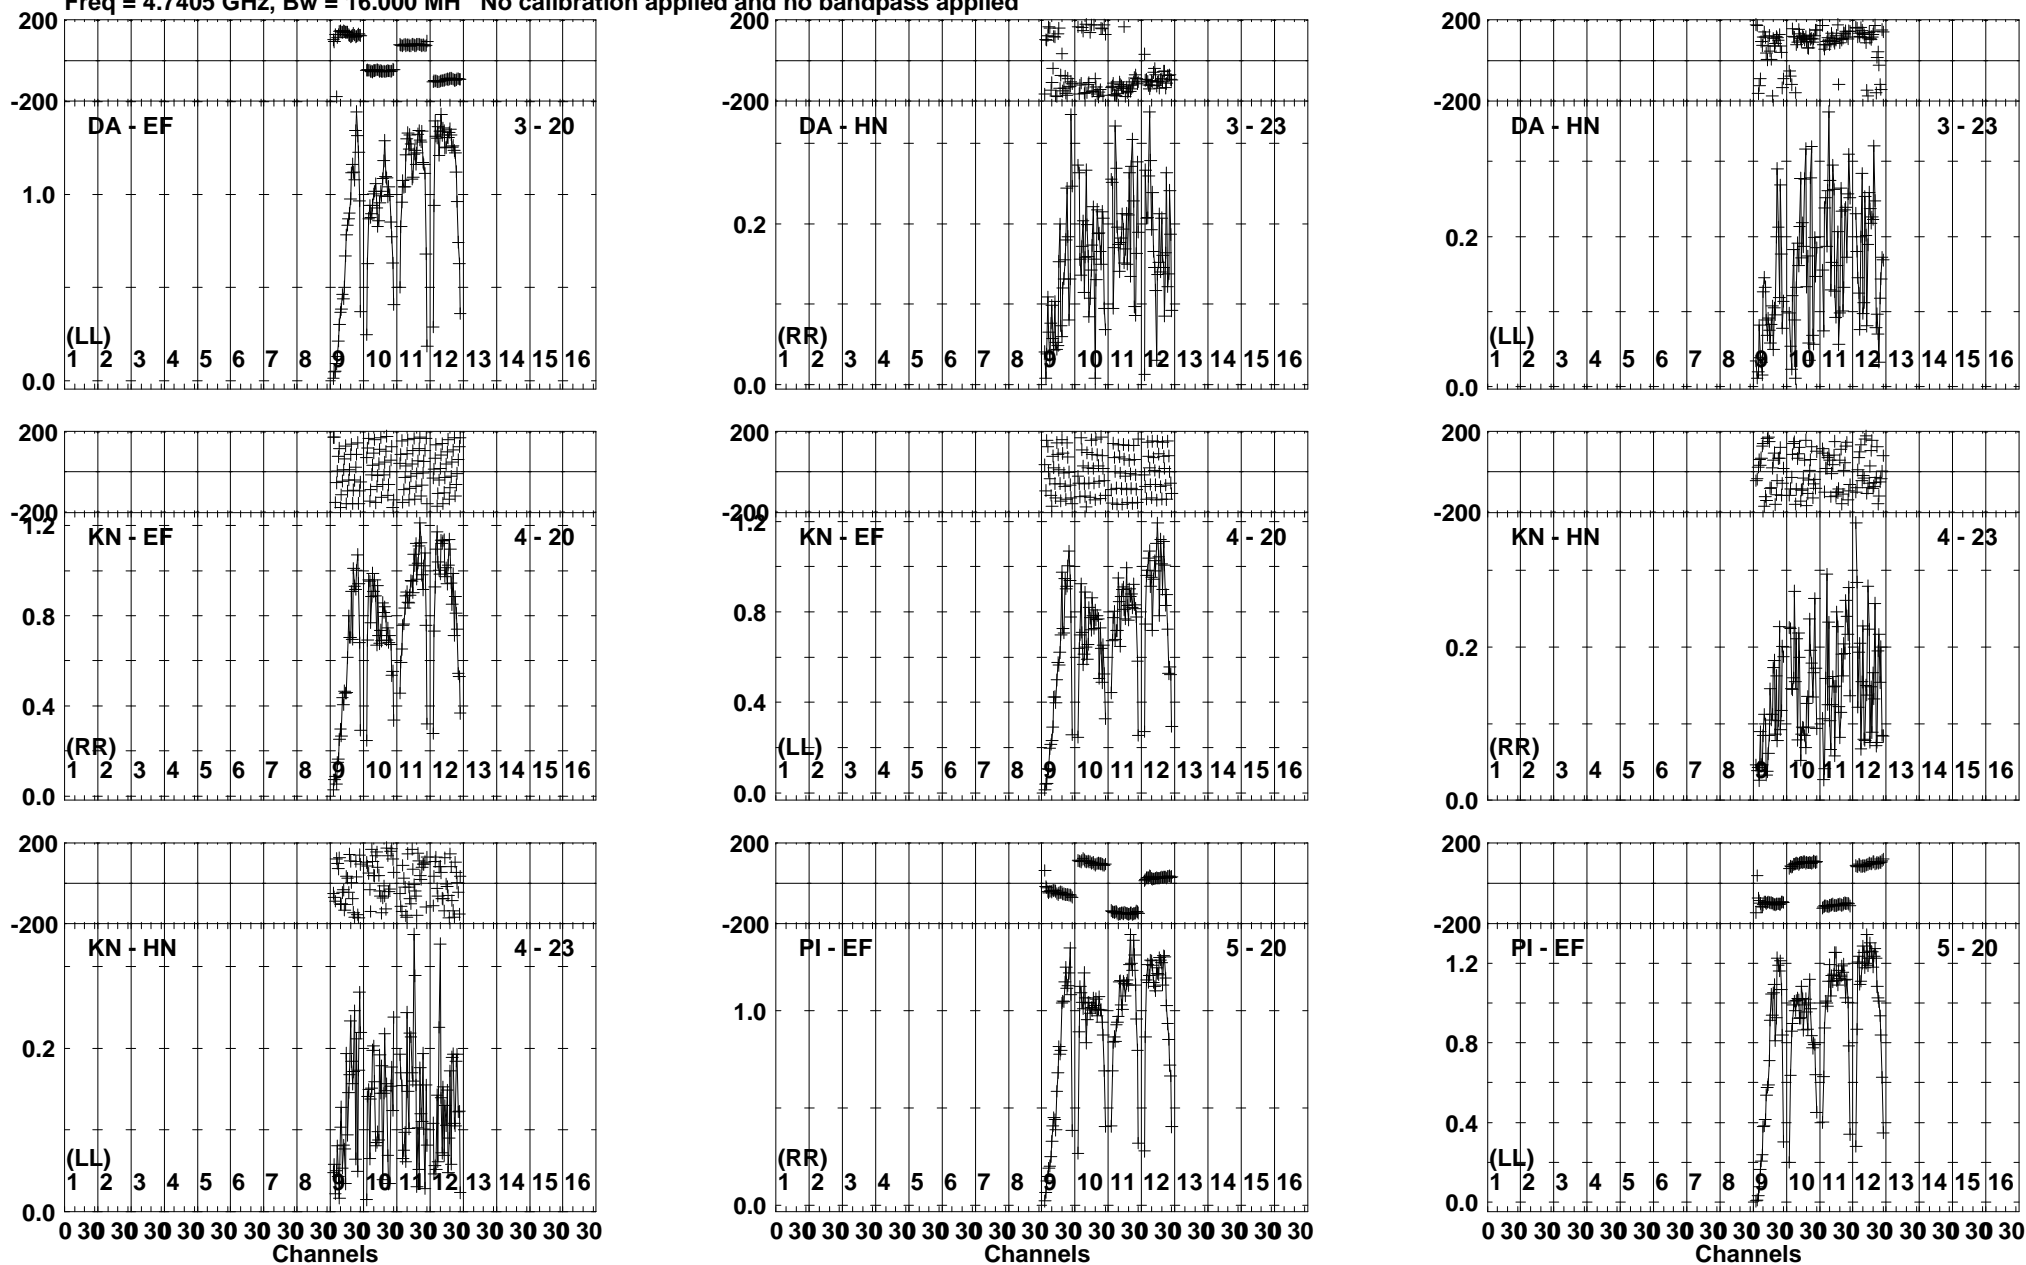 Freq = 4.7405 GHz, Bw = 16.000 MH No calibration applied and no bandpass applied
200 200 200
-200 -200 -200
DA - EF 3 - 20 DA - HN 3 - 23 DA - HN 3 - 23
1.0 0.2 0.2
(LL) (RR) (LL)
1 2 3 4 5 6 7 8 9 10 11 12 13 14 15 16 1 2 3 4 5 6 7 8 9 10 11 12 13 14 15 16 1 2 3 4 5 6 7 8 9 10 11 12 13 14 15 16
0.0 0.0 0.0
200 200 200
-200 -200 -200
1.2 1.2
KN - EF 4 - 20 KN - EF 4 - 20 KN - HN 4 - 23
0.8 0.8 0.2
0.4 0.4
(RR) (LL) (RR)
1 2 3 4 5 6 7 8 9 10 11 12 13 14 15 16 1 2 3 4 5 6 7 8 9 10 11 12 13 14 15 16 1 2 3 4 5 6 7 8 9 10 11 12 13 14 15 16
0.0 0.0 0.0
200 200 200
-200 -200 -200
KN - HN 4 - 23 PI - EF 5 - 20 PI - EF 5 - 20
1.2
0.2 1.0 0.8
0.4
(LL) (RR) (LL)
1 2 3 4 5 6 7 8 9 10 11 12 13 14 15 16 1 2 3 4 5 6 7 8 9 10 11 12 13 14 15 16 1 2 3 4 5 6 7 8 9 10 11 12 13 14 15 16
0.0 0.0 0.0
0 30 30 30 30 30 30 30 30 30 30 30 30 30 30 30 30 0 30 30 30 30 30 30 30 30 30 30 30 30 30 30 30 30 0 30 30 30 30 30 30 30 30 30 30 30 30 30 30 30 30
Channels Channels Channels